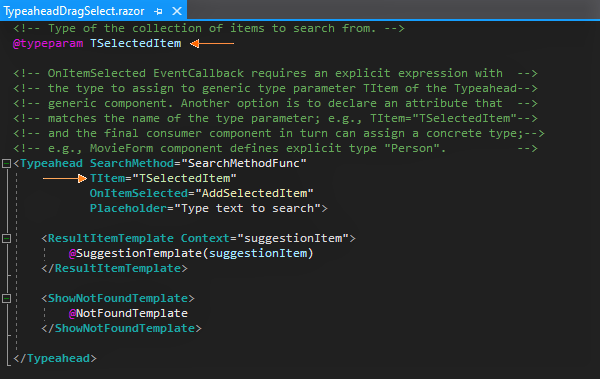 TypeaheadDragSelect.razor
<!-- Type of the collection of items to search from. -->
@typeparam TSelectedItem
<!-- OnItemSelected EventCallback requires an explicit expression with  -->
<!-- the type to assign to generic type parameter TItem of the Typeahead-->
<!-- generic component. Another option is to declare an attribute that  -->
<!-- matches the name of the type parameter; e.g., TItem="TSelectedItem"-->
<!-- and the final consumer component in turn can assign a concrete type;-->
<!-- e.g., MovieForm component defines explicit type "Person".          -->
<Typeahead SearchMethod="SearchMethodFunc"
TItem="TSelectedItem"
OnItemSelected="AddSelectedItem"
Placeholder="Type text to search">
<ResultItemTemplate Context="suggestionItem">
@SuggestionTemplate(suggestionItem)
</ResultItemTemplate>
<ShowNotFoundTemplate>
@NotFoundTemplate
</ShowNotFoundTemplate>
</Typeahead>